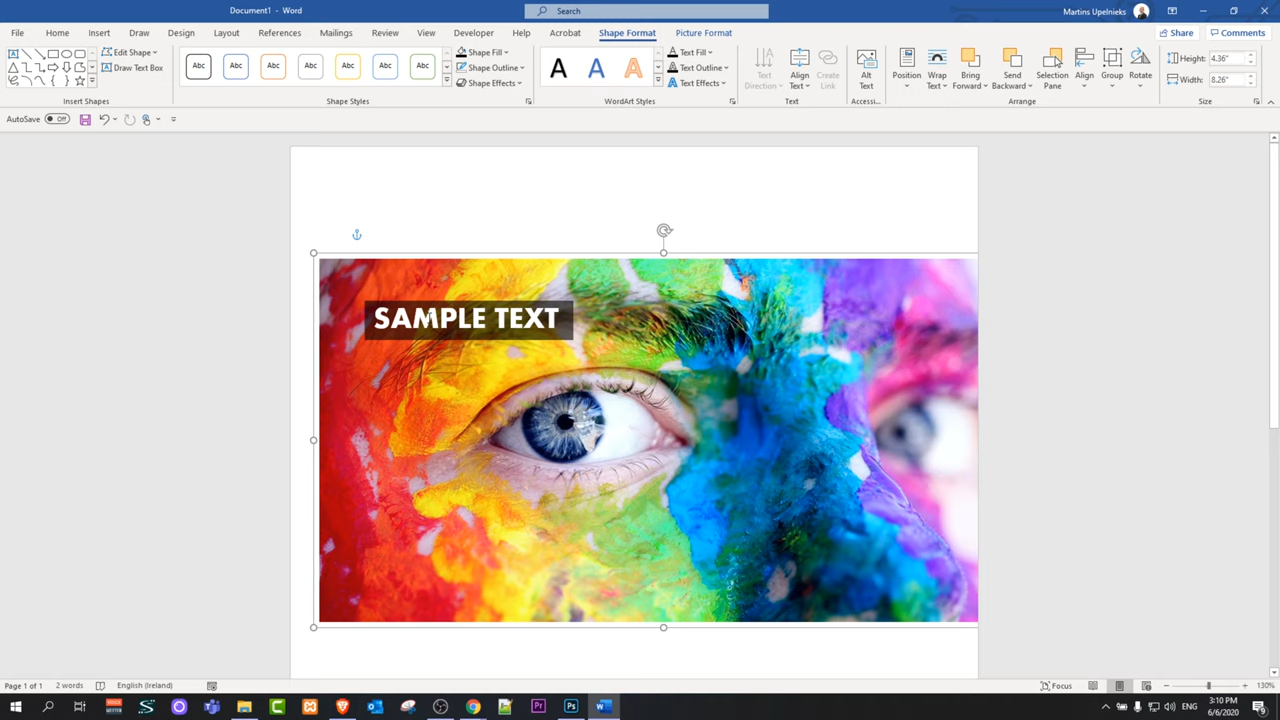 Document1 - Word
Search
Martins Upelnieks
File Home Insert Draw Design Layout References Mailings Review View Developer Help Acrobat Shape Format Picture Format
Share Comments
Edit Shape
Draw Text Box
Insert Shapes
Abc Abc Abc Abc Abc Abc Abc
Shape Fill
Shape Outline
Shape Effects
Shape Styles
A A A
Text Fill
Text Outline
Text Effects
WordArt Styles
Text Direction
Align Text
Create Link
Text
Alt Text
Accessi...
Position
Wrap Text
Bring Forward
Send Backward
Selection Pane
Align
Group
Rotate
Arrange
Height: 4.36"
Width: 8.26"
Size
AutoSave Off
SAMPLE TEXT
Page 1 of 1 2 words English (Ireland)
Focus
130%
ENG
3:10 PM
6/6/2020